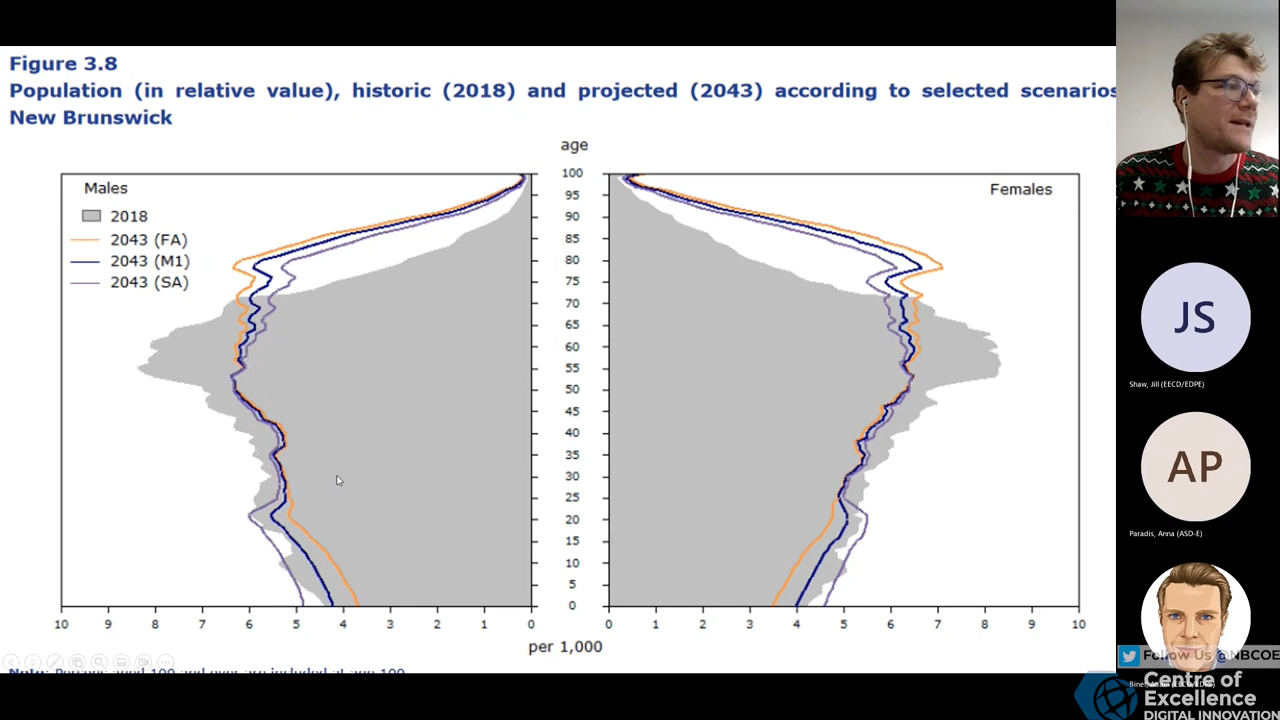 Figure 3.8
Population (in relative value), historic (2018) and projected (2043) according to selected scenarios
New Brunswick
age
Males
2018
2043 (FA)
2043 (M1)
2043 (SA)
Females
100
95
90
85
80
75
70
65
60
55
50
45
40
35
30
25
20
15
10
5
0
10 9 8 7 6 5 4 3 2 1 0
0 1 2 3 4 5 6 7 8 9 10
per 1,000
JS
Shaw, Jill (EECD/EDPE)
AP
Paradis, Anna (ASD-E)
Follow Us @NBCOE
Centre of
Excellence
DIGITAL INNOVATION